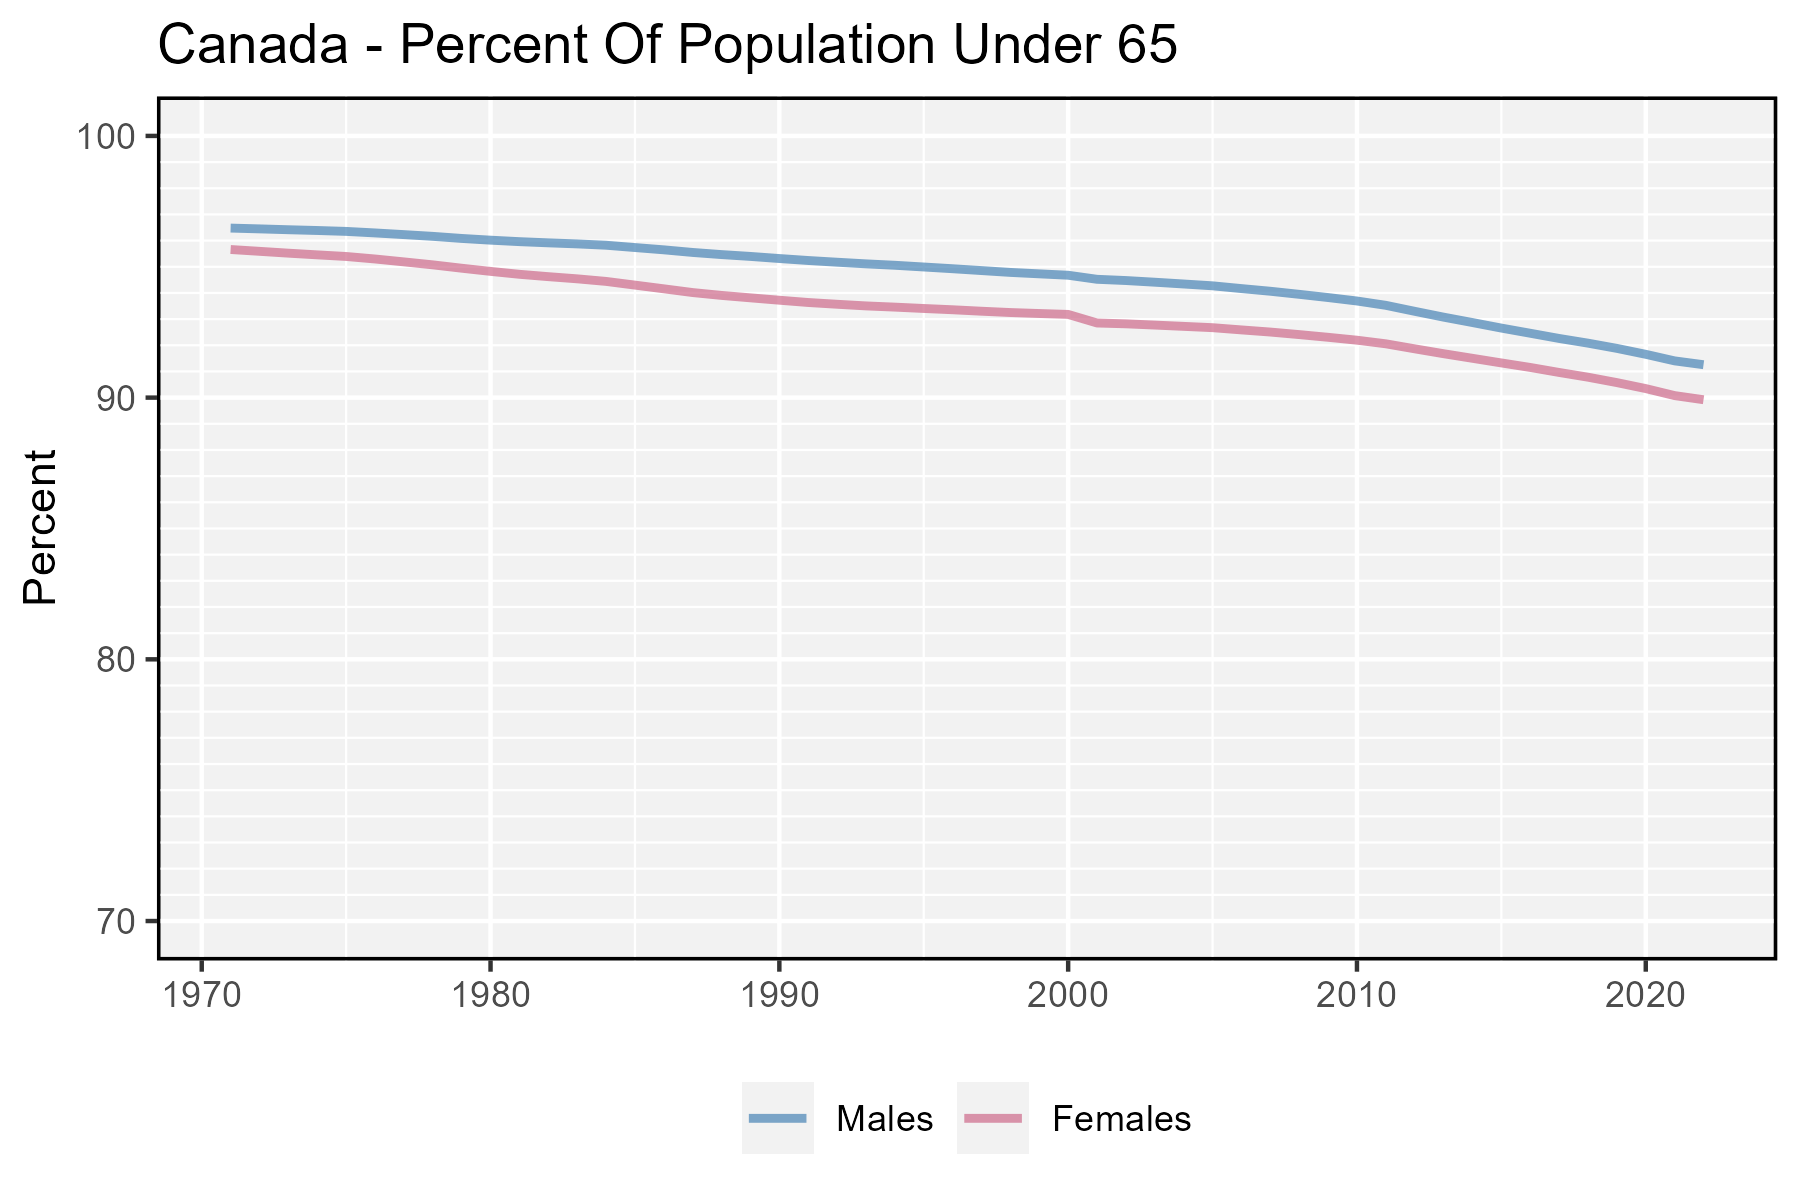 Canada - Percent Of Population Under 65
100
90
80
70
Percent
1970 1980 1990 2000 2010 2020
Males Females